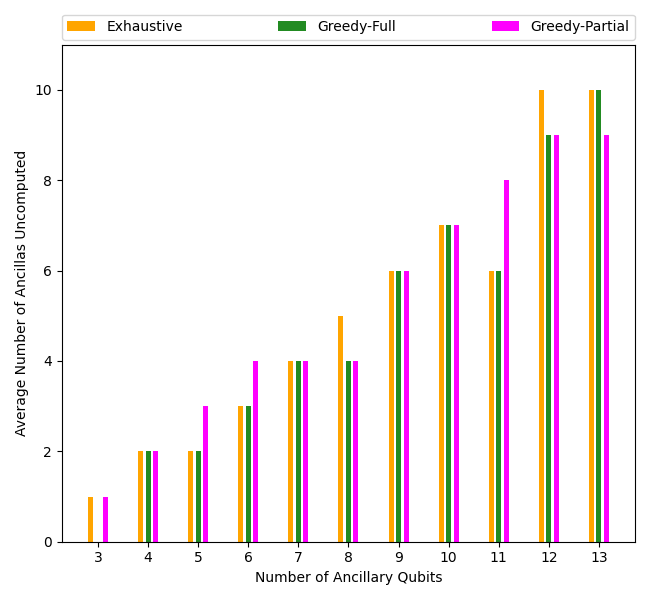 Exhaustive Greedy-Full Greedy-Partial
10
8
6
4
2
0
Average Number of Ancillas Uncomputed
3 4 5 6 7 8 9 10 11 12 13
Number of Ancillary Qubits